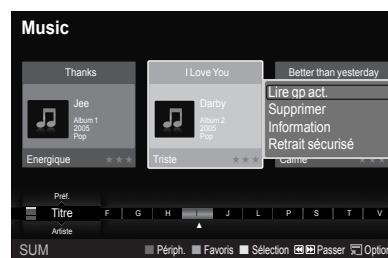 Music
Thanks
I Love You
Better than yesterday
Jee
Album 1
2005
Pop
Darby
Album 2
2005
Pop
Lire gp act.
Supprimer
Information
Retrait sécurisé
Energique
Triste
Calme
Préf.
Titre F G H I J L P S T V
Artiste
SUM Périph. Favoris Sélection Passer Option